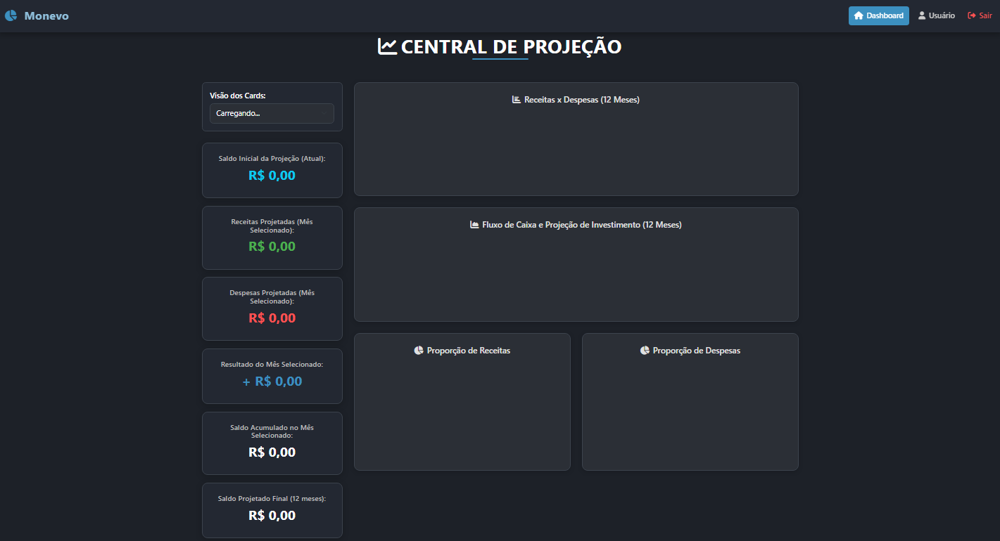 Monevo
Dashboard
Usuário
Sair
CENTRAL DE PROJEÇÃO
Visão dos Cards:
Carregando...
Saldo Inicial da Projeção (Atual):
R$ 0,00
Receitas Projetadas (Mês
Selecionado):
R$ 0,00
Despesas Projetadas (Mês
Selecionado):
R$ 0,00
Resultado do Mês Selecionado:
+ R$ 0,00
Saldo Acumulado no Mês
Selecionado:
R$ 0,00
Saldo Projetado Final (12 meses):
R$ 0,00
Receitas x Despesas (12 Meses)
Fluxo de Caixa e Projeção de Investimento (12 Meses)
Proporção de Receitas
Proporção de Despesas